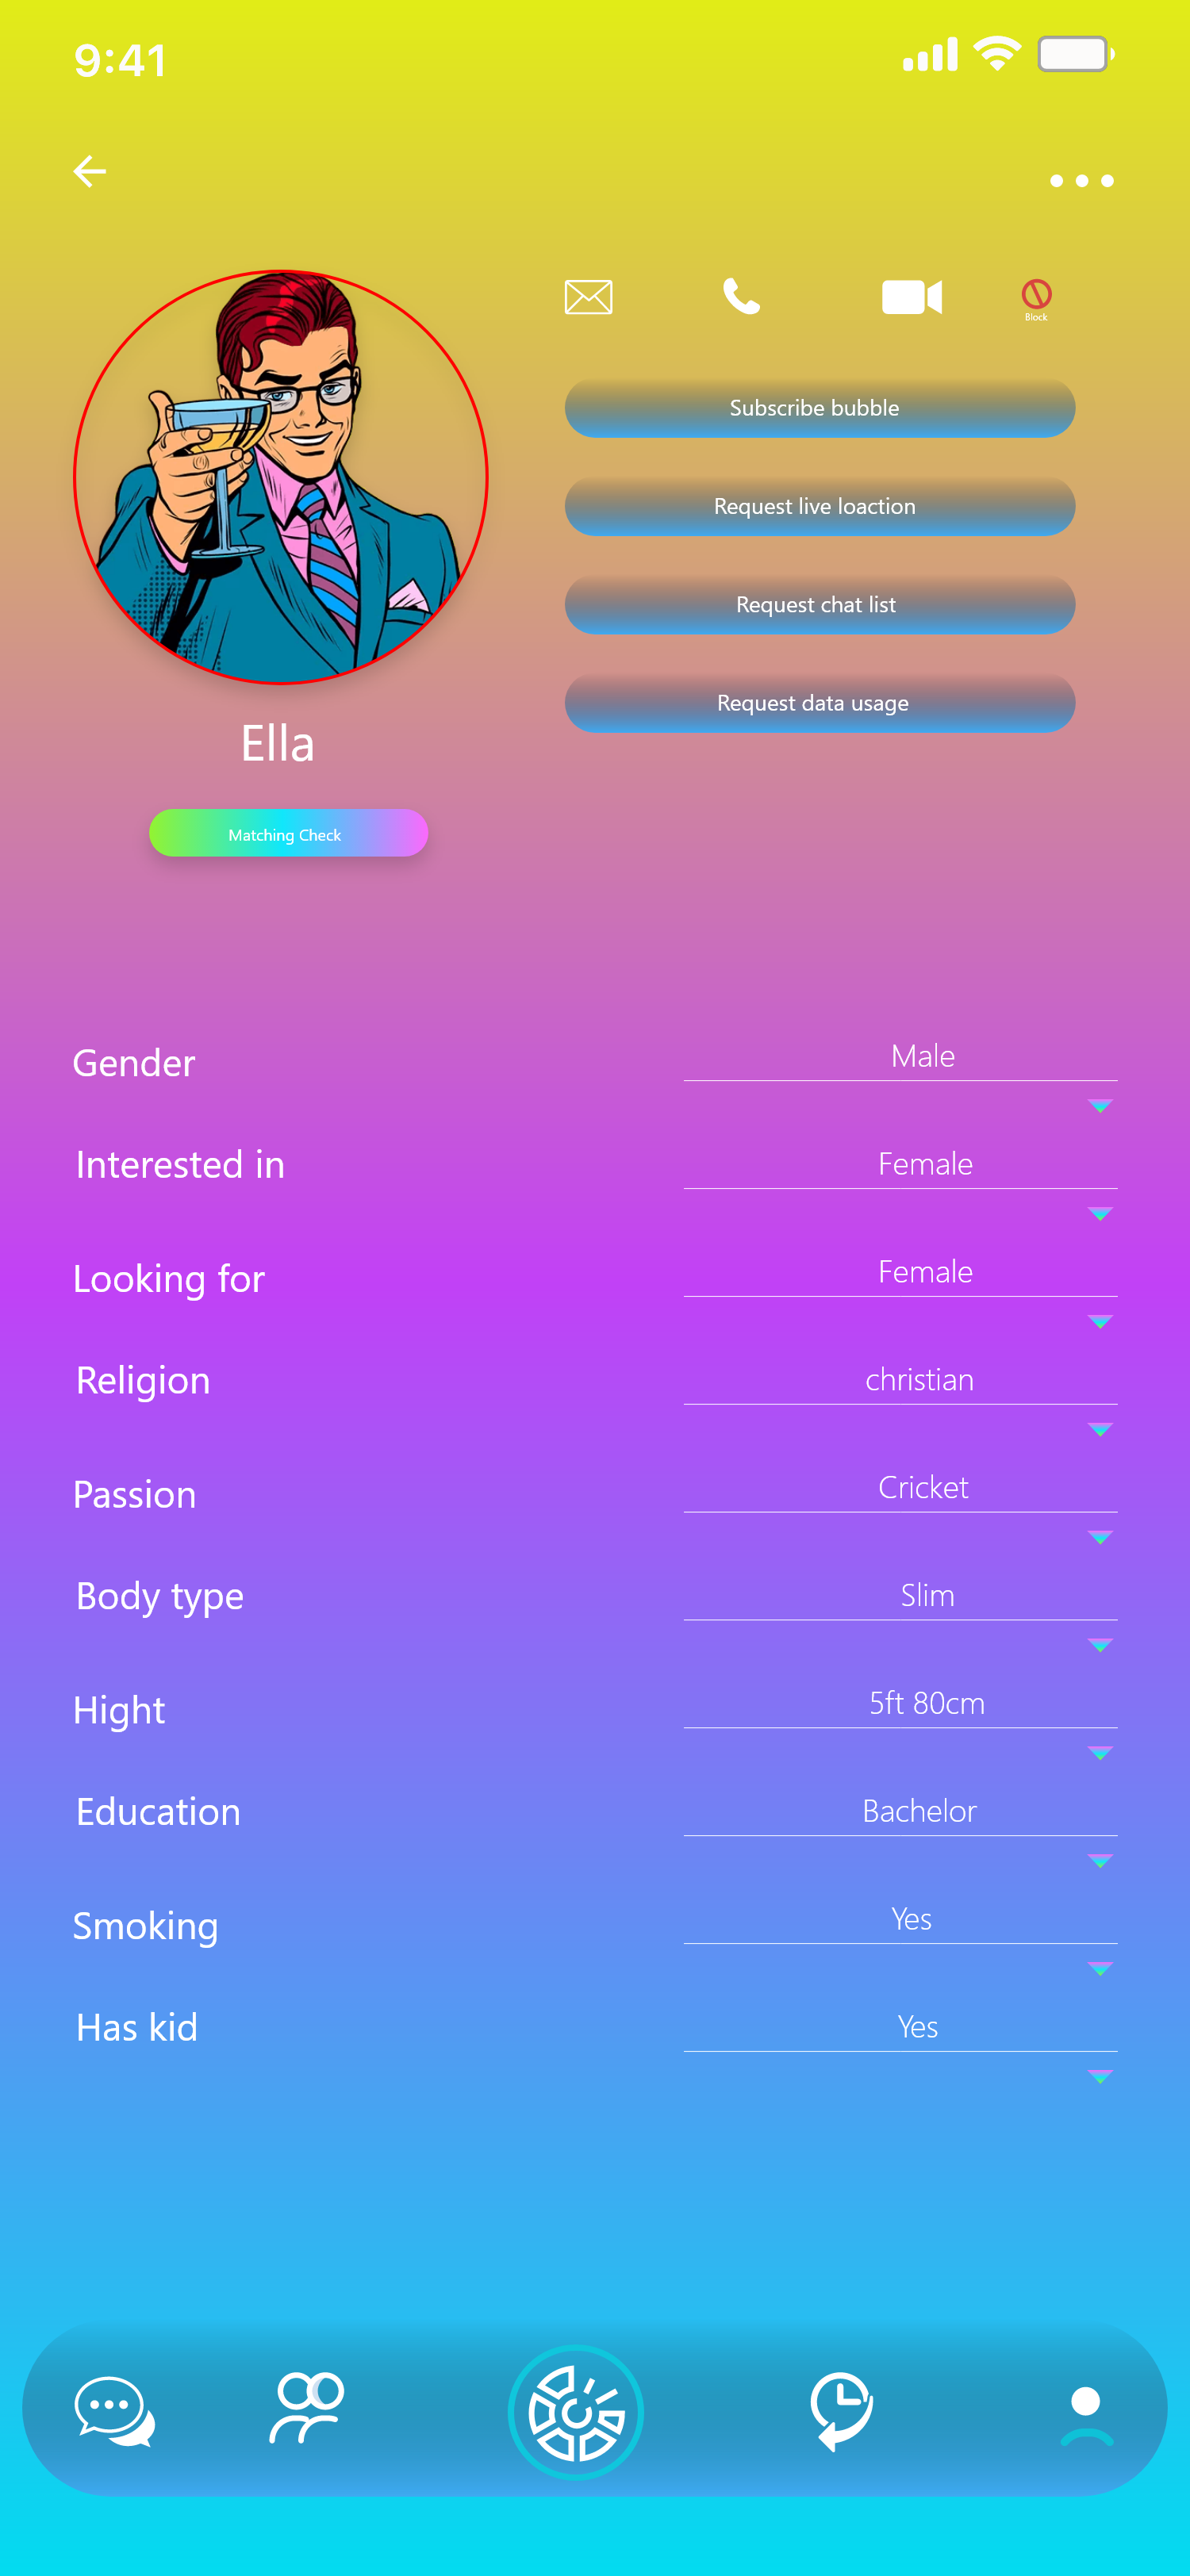 9:41
Block
Subscribe bubble
Request live loaction
Request chat list
Request data usage
Ella
Matching Check
Gender
Male
Interested in
Female
Looking for
Female
Religion
christian
Passion
Cricket
Body type
Slim
Hight
5ft 80cm
Education
Bachelor
Smoking
Yes
Has kid
Yes